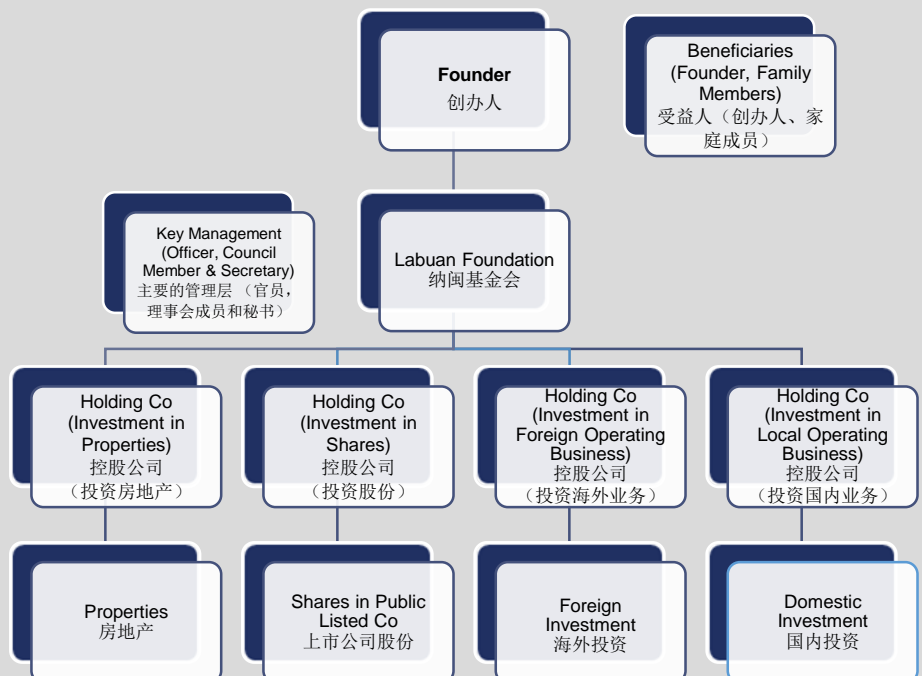 Founder
创办人
Beneficiaries
(Founder, Family
Members)
受益人（创办人、家
庭成员）
Key Management
(Officer, Council
Member & Secretary)
主要的管理层 （官员，
理事会成员和秘书）
Labuan Foundation
纳闽基金会
Holding Co
(Investment in
Properties)
控股公司
（投资房地产）
Holding Co
(Investment in
Shares)
控股公司
（投资股份）
Holding Co
(Investment in
Foreign Operating
Business)
控股公司
（投资海外业务）
Holding Co
(Investment in
Local Operating
Business)
控股公司
（投资国内业务）
Properties
房地产
Shares in Public
Listed Co
上市公司股份
Foreign
Investment
海外投资
Domestic
Investment
国内投资